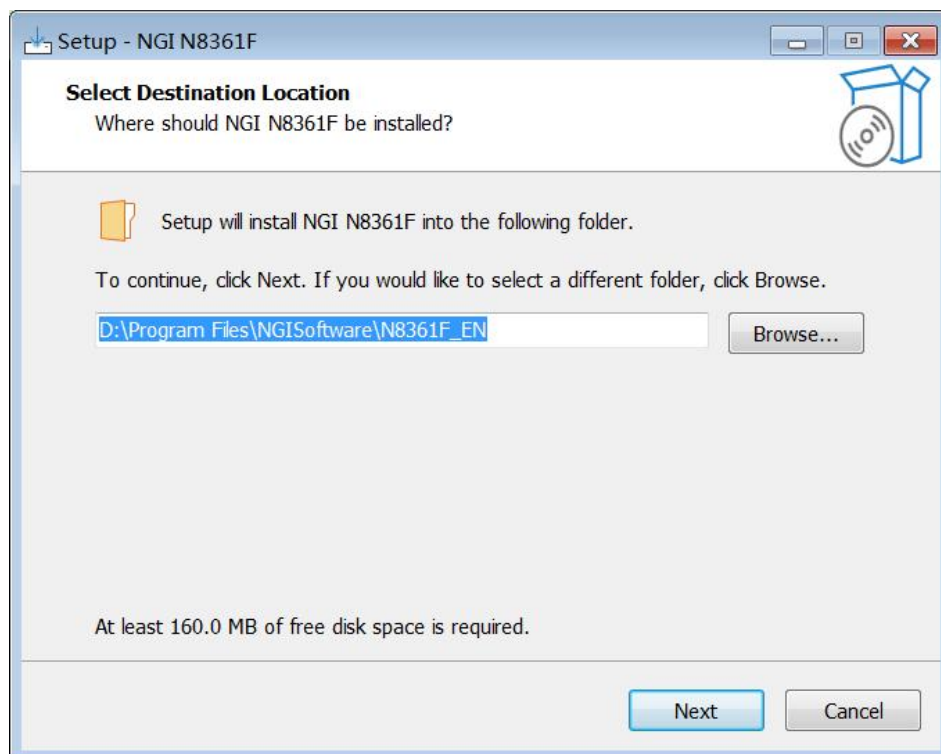 Setup - NGI N8361F
Select Destination Location
Where should NGI N8361F be installed?
Setup will install NGI N8361F into the following folder.
To continue, click Next. If you would like to select a different folder, click Browse.
D:\Program Files\NGISoftware\N8361F_EN
Browse...
At least 160.0 MB of free disk space is required.
Next
Cancel